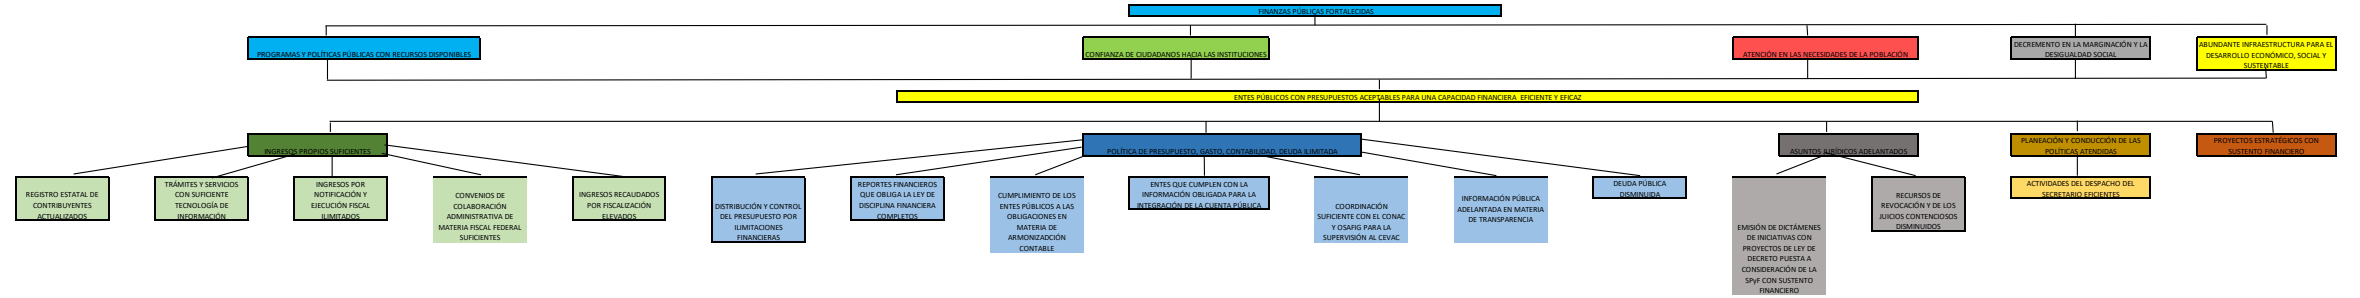 FINANZAS PÚBLICAS FORTALECIDAS
PROGRAMAS Y POLÍTICAS PÚBLICAS CON RECURSOS DISPONIBLES
CONFIANZA DE CIUDADANOS HACIA LAS INSTITUCIONES
ATENCIÓN EN LAS NECESIDADES DE LA POBLACIÓN
DECREMENTO EN LA MARGINACIÓN Y LA
DESIGUALDAD SOCIAL
ABUNDANTE INFRAESTRUCTURA PARA EL
DESARROLLO ECONÓMICO, SOCIAL Y
SUSTENTABLE
ENTES PÚBLICOS CON PRESUPUESTOS ACEPTABLES PARA UNA CAPACIDAD FINANCIERA EFICIENTE Y EFICAZ
INGRESOS PROPIOS SUFICIENTES
POLÍTICA DE PRESUPUESTO, GASTO, CONTABILIDAD, DEUDA ILIMITADA
ASUNTOS JURÍDICOS ADELANTADOS
PLANEACIÓN Y CONDUCCIÓN DE LAS
POLÍTICAS ATENDIDAS
PROYECTOS ESTRATÉGICOS CON
SUSTENTO FINANCIERO
REGISTRO ESTATAL DE
CONTRIBUYENTES
ACTUALIZADOS
TRÁMITES Y SERVICIOS
CON SUFICIENTE
TECNOLOGÍA DE
INFORMACIÓN
INGRESOS POR
NOTIFICACIÓN Y
EJECUCIÓN FISCAL
ILIMITADOS
CONVENIOS DE
COLABORACIÓN
ADMINISTRATIVA DE
MATERIA FISCAL FEDERAL
SUFICIENTES
INGRESOS RECAUDADOS
POR FISCALIZACIÓN
ELEVADOS
DISTRIBUCIÓN Y CONTROL
DEL PRESUPUESTO POR
ILIMITACIONES
FINANCIERAS
REPORTES FINANCIEROS
QUE OBLIGA LA LEY DE
DISCIPLINA FINANCIERA
COMPLETOS
CUMPLIMIENTO DE LOS
ENTES PÚBLICOS A LAS
OBLIGACIONES EN
MATERIA DE
ARMONIZADCIÓN
CONTABLE
ENTES QUE CUMPLEN CON LA
INFORMACIÓN OBLIGADA PARA LA
INTEGRACIÓN DE LA CUENTA PÚBLICA
COORDINACIÓN
SUFICIENTE CON EL CONAC
Y OSAFIG PARA LA
SUPERVISIÓN AL CEVAC
INFORMACIÓN PÚBLICA
ADELANTADA EN MATERIA
DE TRANSPARENCIA
DEUDA PÚBLICA
DISMINUIDA
EMISIÓN DE DICTÁMENES
DE INICIATIVAS CON
PROYECTOS DE LEY DE
DECRETO PUESTA A
CONSIDERACIÓN DE LA
SPyF CON SUSTENTO
FINANCIERO
RECURSOS DE
REVOCACIÓN Y DE LOS
JUICIOS CONTENCIOSOS
DISMINUIDOS
ACTIVIDADES DEL DESPACHO DEL
SECRETARIO EFICIENTES